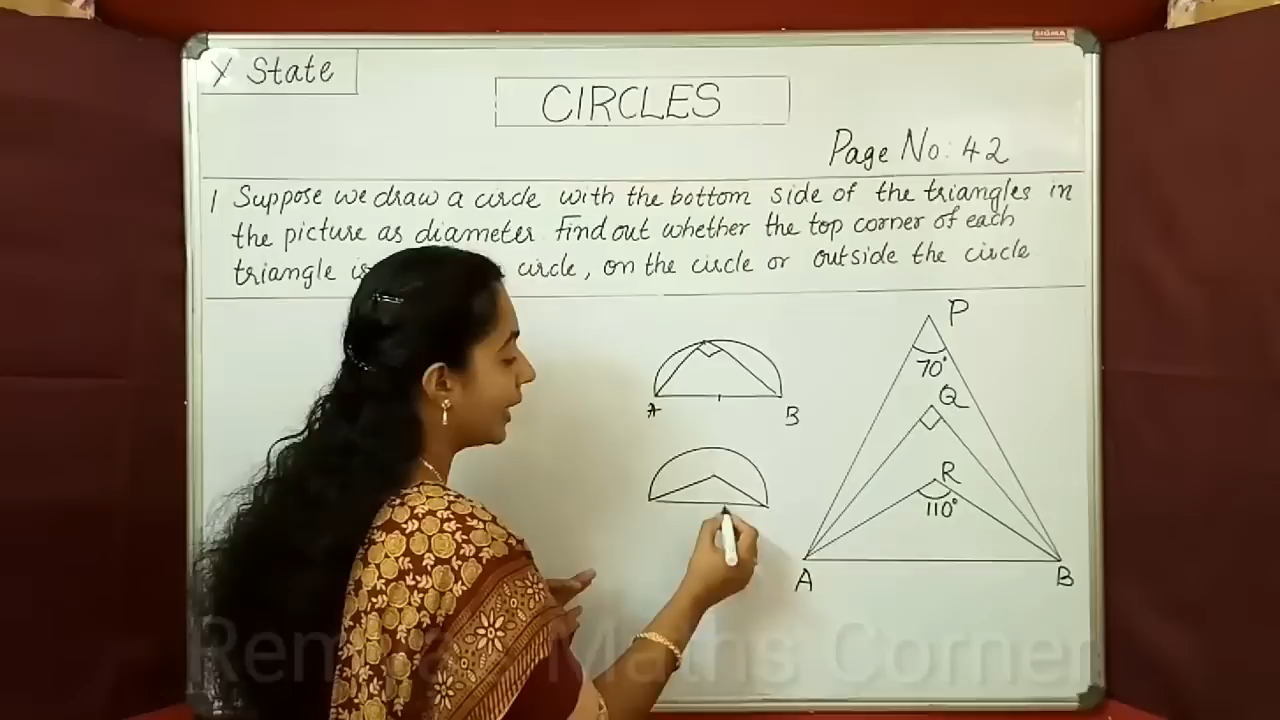 SIGMA
X State
CIRCLES
Page No: 42
1 Suppose we draw a circle with the bottom side of the triangles in
the picture as diameter Find out whether the top corner of each
triangle is circle, on the circle or outside the circle
P
70°
Q
A B
R
110°
A B
Maths Corner